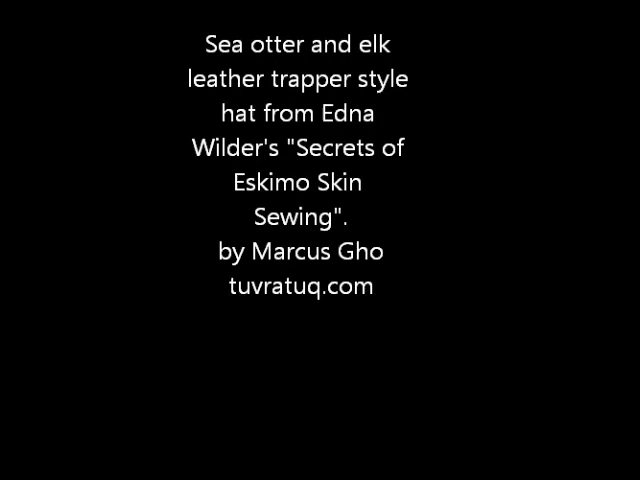 Sea otter and elk
leather trapper style
hat from Edna
Wilder's "Secrets of
Eskimo Skin
Sewing".
by Marcus Gho
tuvratuq.com